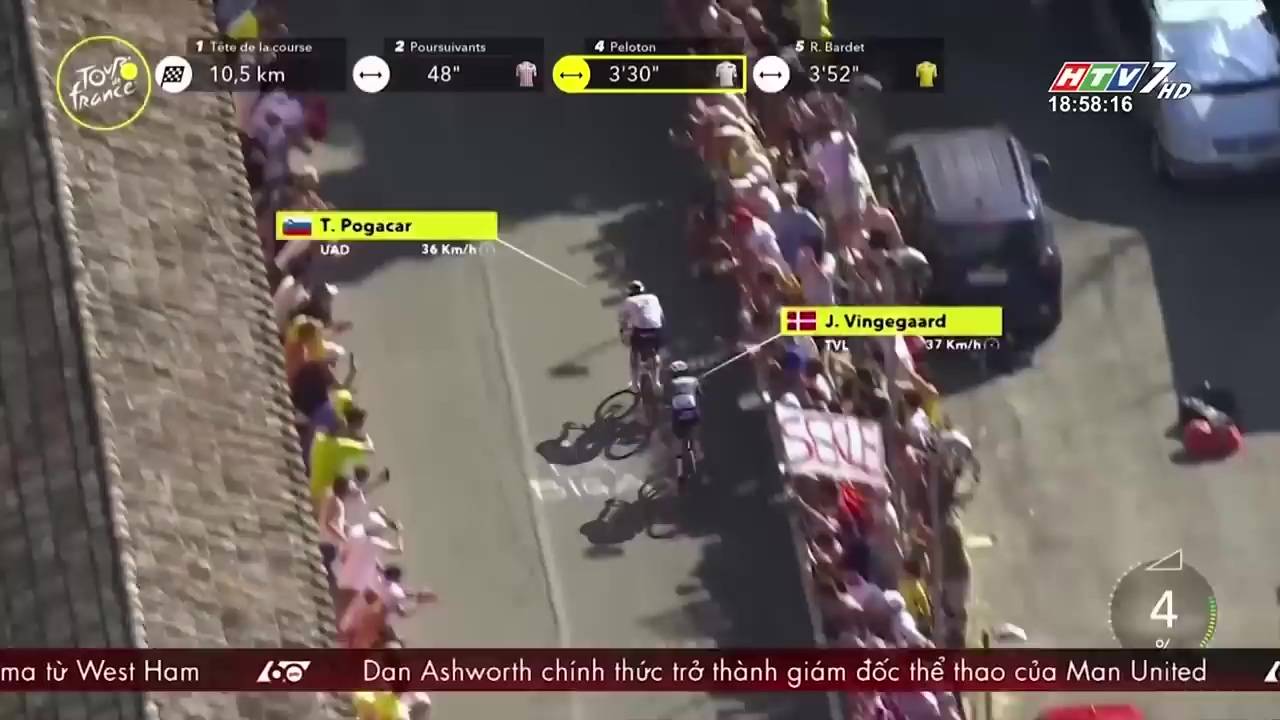 TOUR de france
1 Tête de la course
10,5 km
2 Poursuivants
48"
4 Peloton
3'30"
5 R. Bardet
3'52"
HTV7 HD
18:58:16
T. Pogacar
UAD 36 Km/h
J. Vingegaard
TVL 37 Km/h
4
%
ma từ West Ham
60
Dan Ashworth chính thức trở thành giám đốc thể thao của Man United